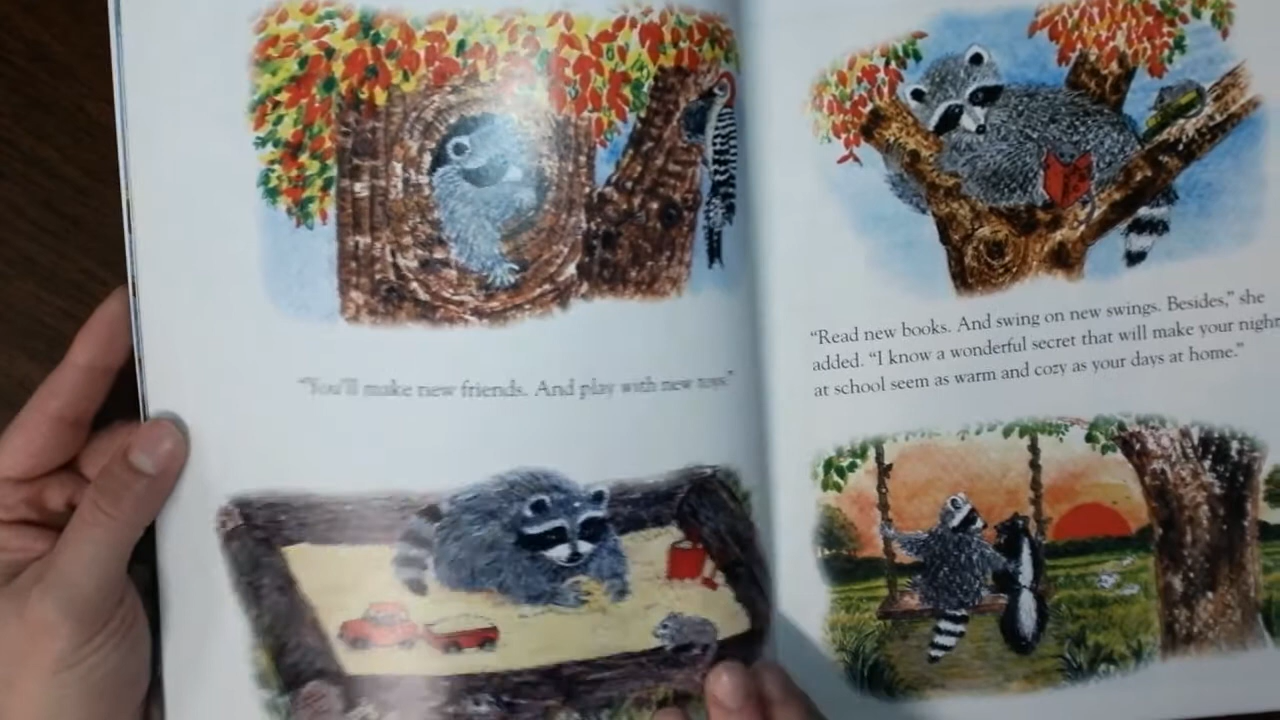 "You'll make new friends. And play with new toys."
"Read new books. And swing on new swings. Besides," she
added. "I know a wonderful secret that will make your night
at school seem as warm and cozy as your days at home."